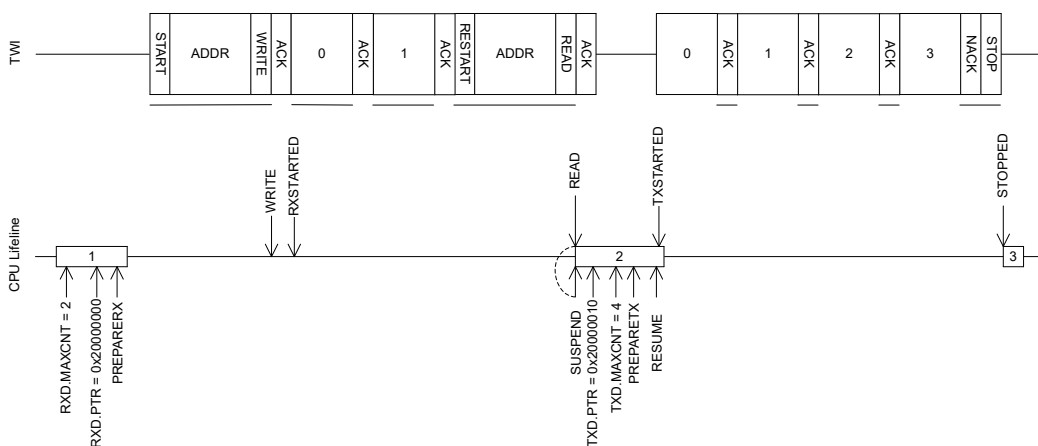 TWI
START
ADDR
WRITE
ACK
0
ACK
1
ACK
RESTART
ADDR
READ
ACK
0
ACK
1
ACK
2
ACK
3
NACK
STOP
CPU Lifeline
WRITE
RXSTARTED
READ
TXSTARTED
STOPPED
1
2
3
RXD.MAXCNT = 2
RXD.PTR = 0x20000000
PREPARERX
SUSPEND
TXD.PTR = 0x20000010
TXD.MAXCNT = 4
PREPARETX
RESUME